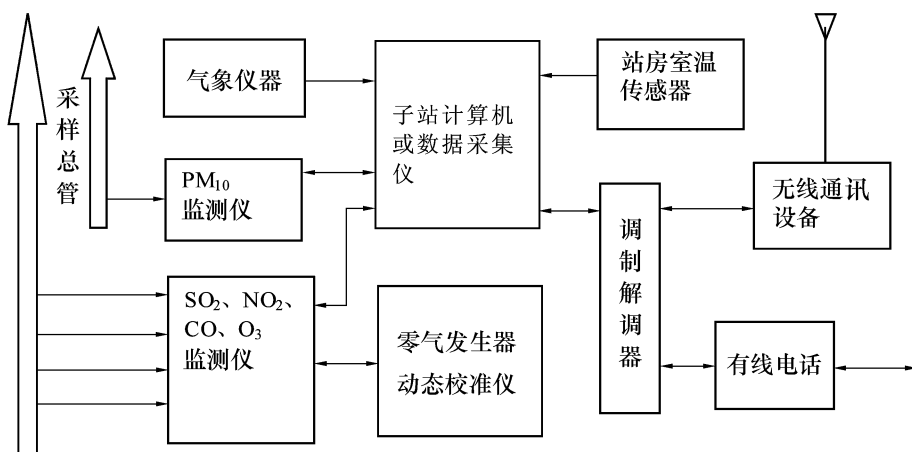 采样总管
气象仪器
子站计算机
或数据采集
仪
站房室温
传感器
PM₁₀
监测仪
无线通讯
设备
调制解调器
SO₂、NO₂、
CO、O₃
监测仪
零气发生器
动态校准仪
有线电话